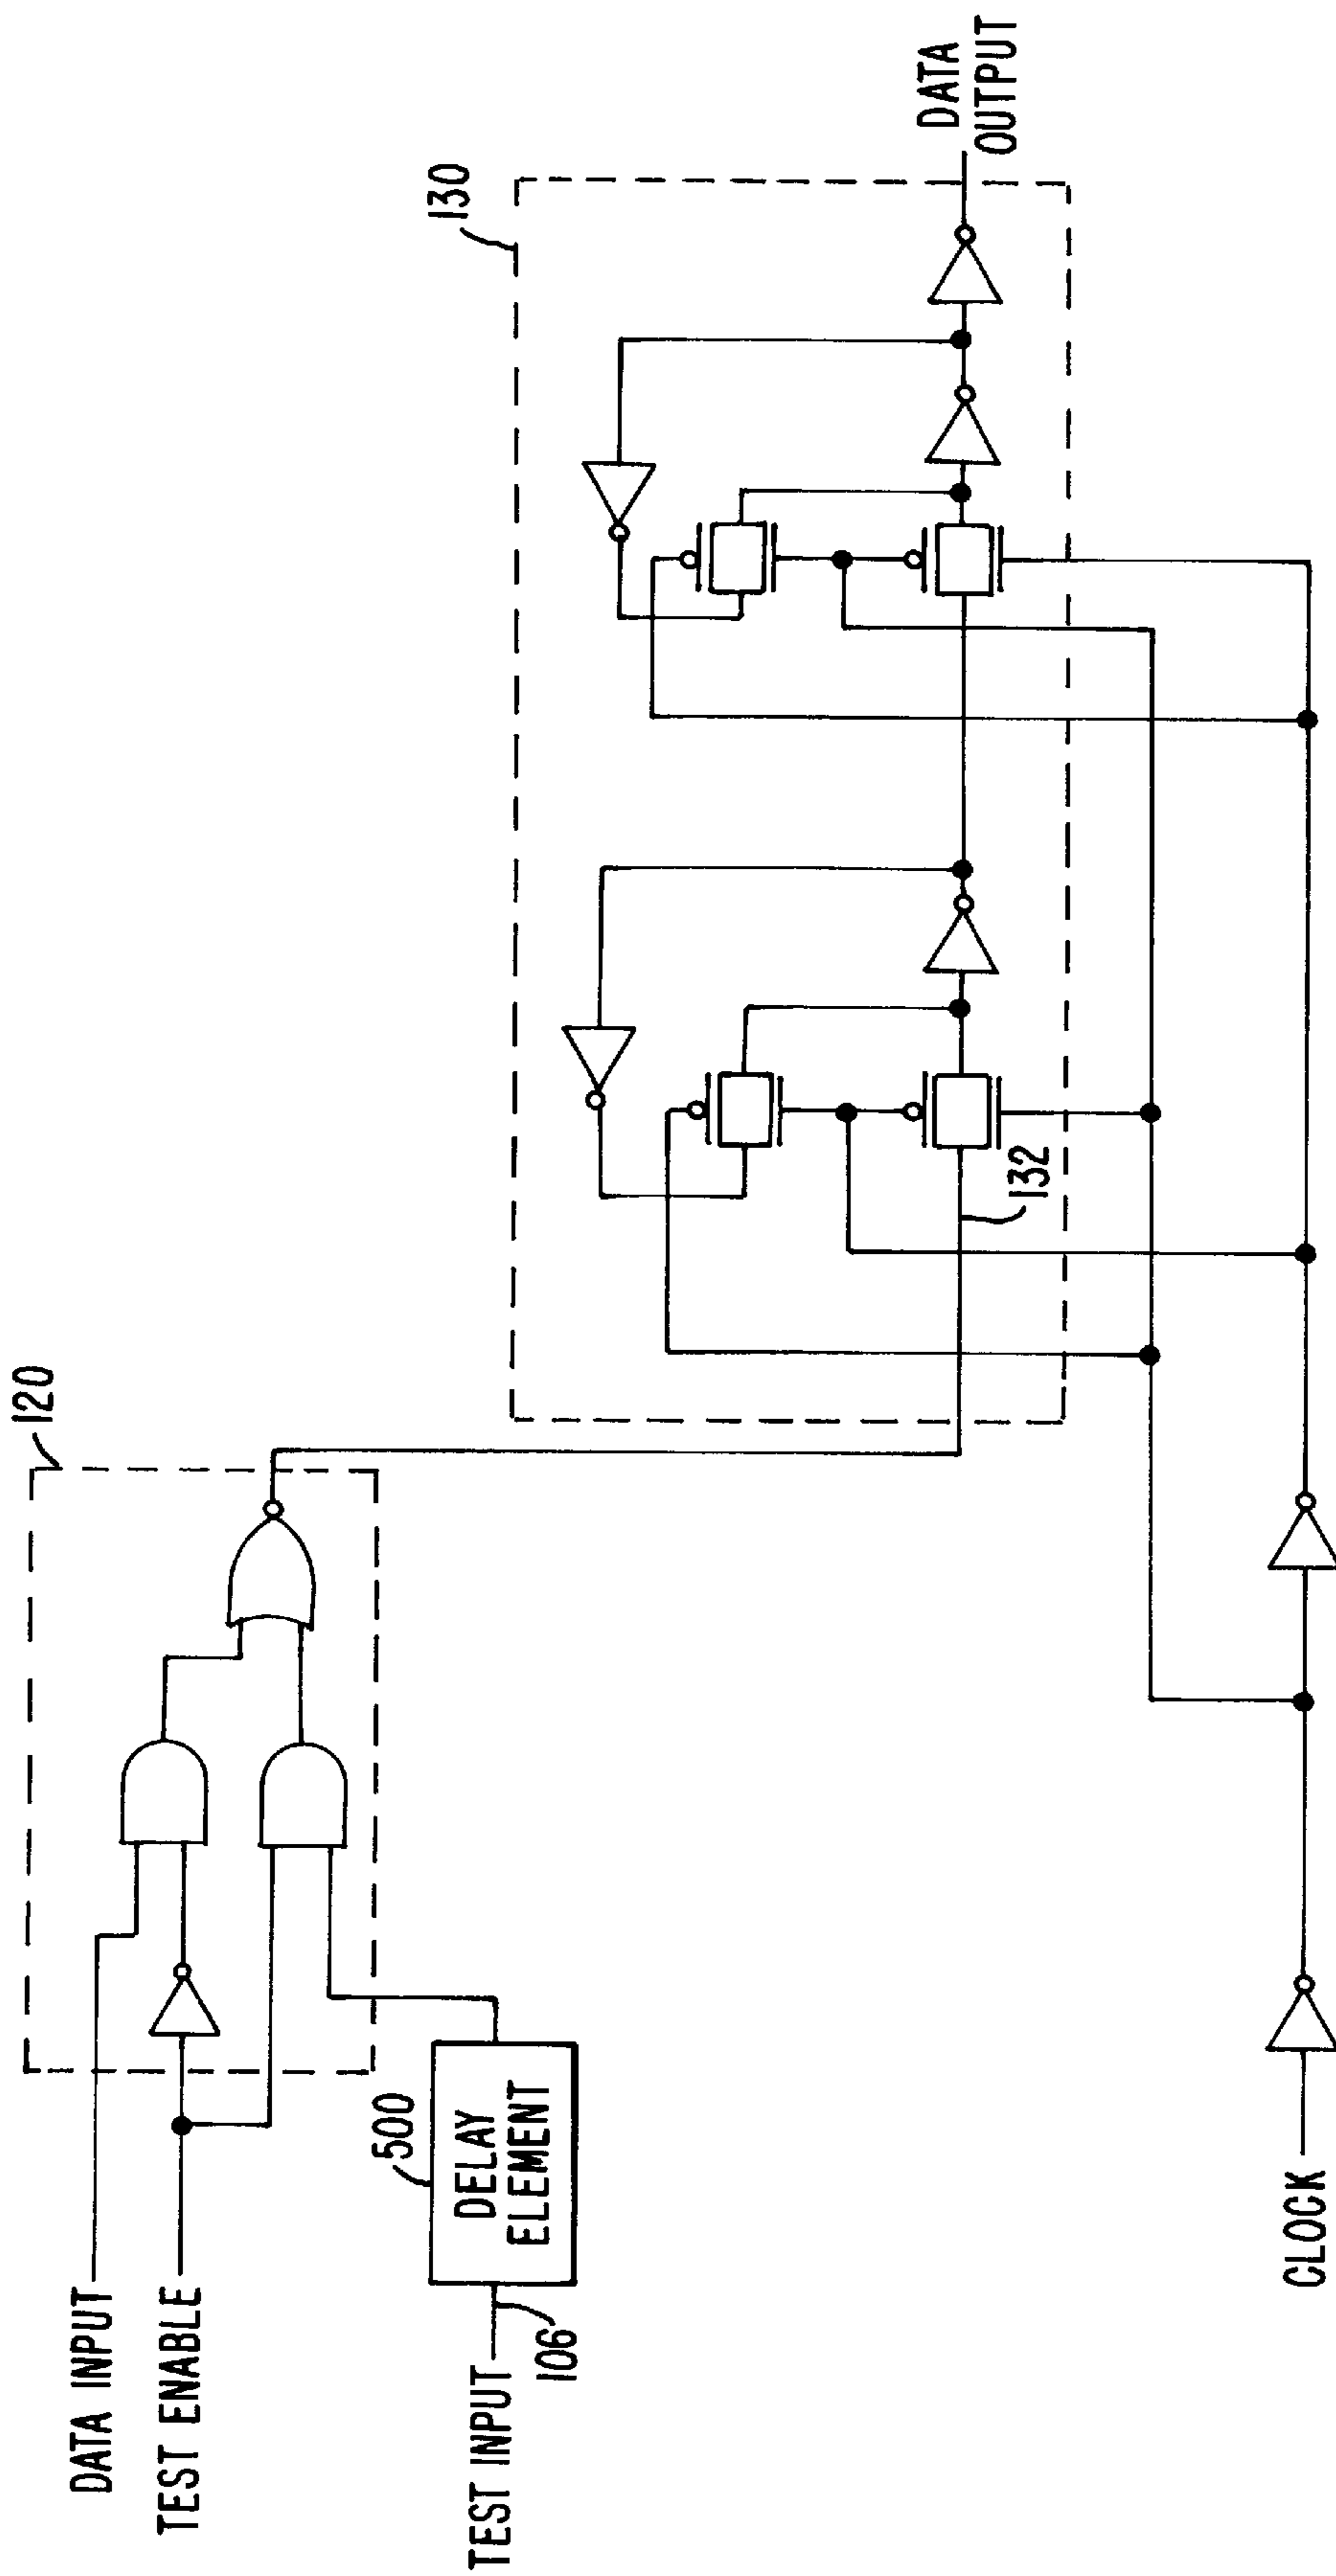 DATA INPUT
TEST ENABLE
TEST INPUT
106
500
DELAY
ELEMENT
120
130
132
DATA
OUTPUT
CLOCK